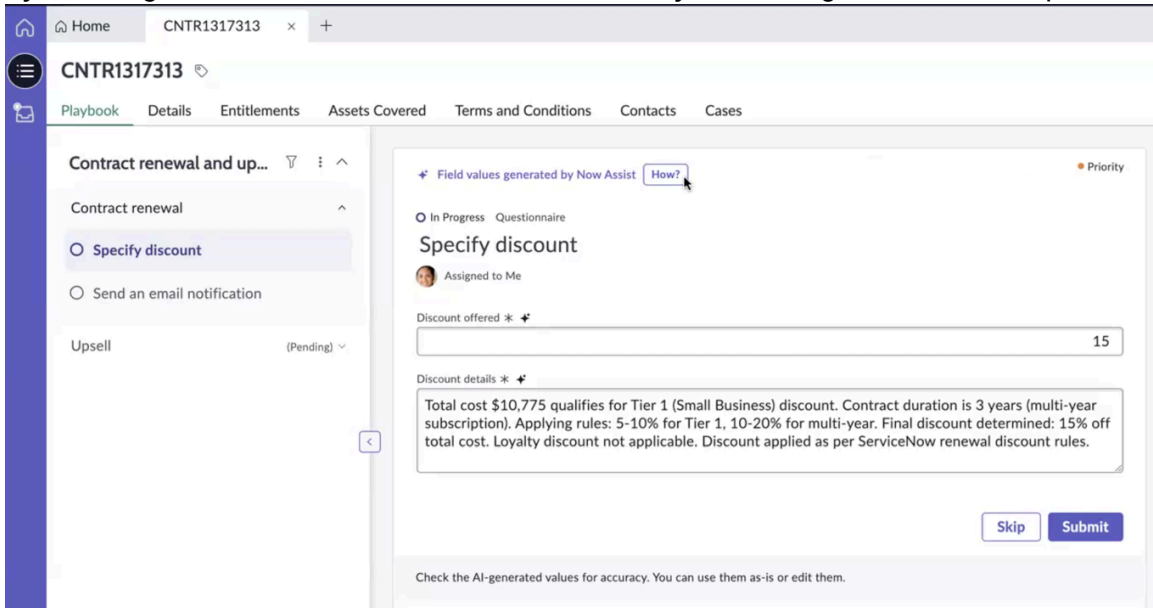 Home
CNTR1317313 × +
CNTR1317313
Playbook Details Entitlements Assets Covered Terms and Conditions Contacts Cases
Contract renewal and up...
Contract renewal
Specify discount
Send an email notification
Upsell (Pending)
Field values generated by Now Assist How?
Priority
In Progress Questionnaire
Specify discount
Assigned to Me
Discount offered *
15
Discount details *
Total cost $10,775 qualifies for Tier 1 (Small Business) discount. Contract duration is 3 years (multi-year
subscription). Applying rules: 5-10% for Tier 1, 10-20% for multi-year. Final discount determined: 15% off
total cost. Loyalty discount not applicable. Discount applied as per ServiceNow renewal discount rules.
Skip Submit
Check the AI-generated values for accuracy. You can use them as-is or edit them.